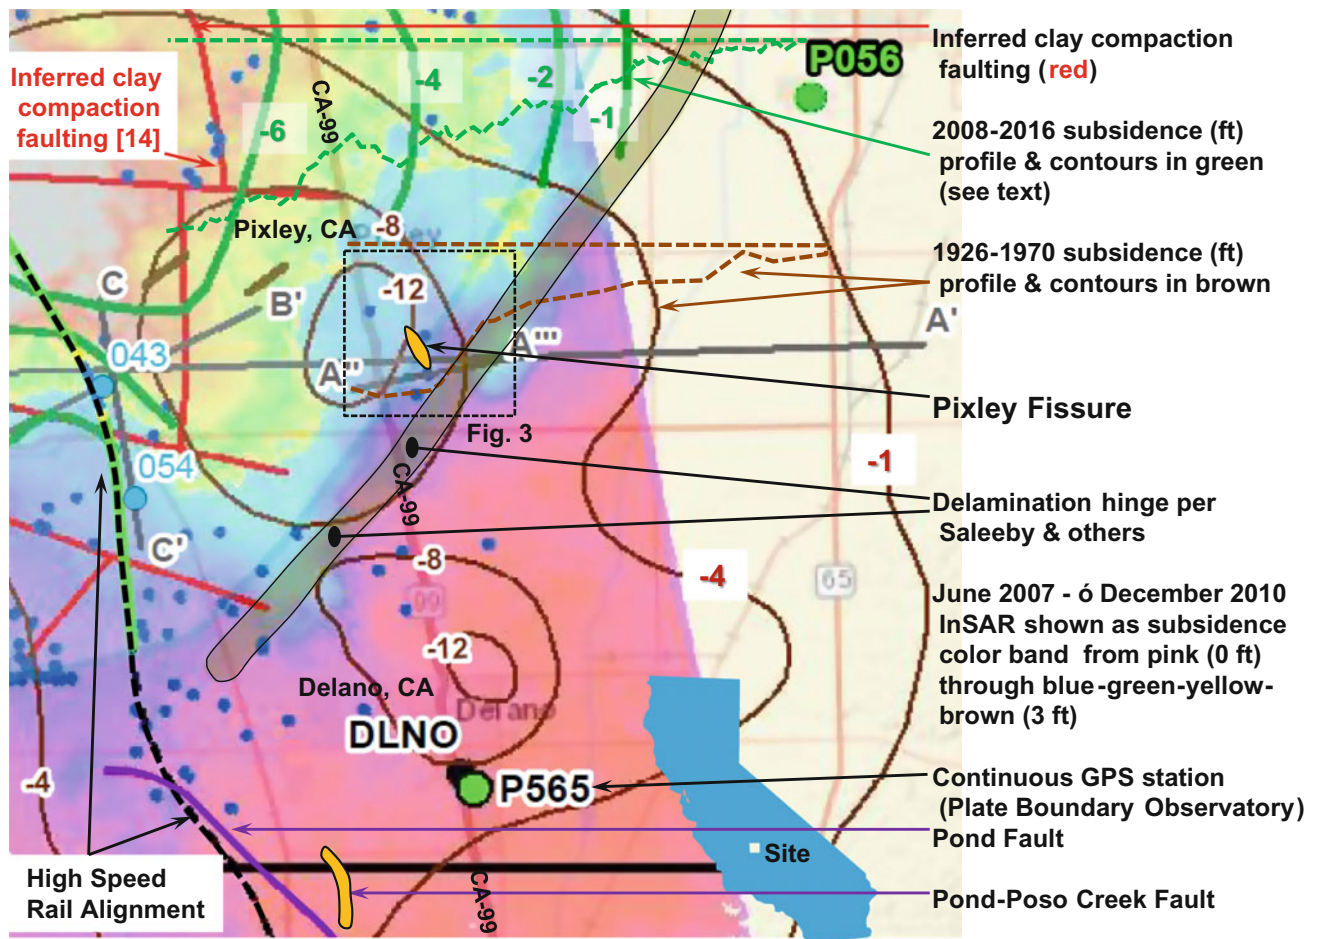 Inferred clay compaction
faulting (red)
P056
Inferred clay
compaction
faulting [14]
CA-99
-6
-4
-2
-1
2008-2016 subsidence (ft)
profile & contours in green
(see text)
Pixley, CA
-8
1926-1970 subsidence (ft)
profile & contours in brown
C
B'
-12
A'
043
A''
A'''
Pixley Fissure
Fig. 3
-1
054
CA-99
Delamination hinge per
Saleeby & others
C'
-8
-4
65
99
June 2007 - ó December 2010
InSAR shown as subsidence
color band from pink (0 ft)
through blue-green-yellow-
brown (3 ft)
-12
Delano, CA
Delano
DLNO
-4
P565
Continuous GPS station
(Plate Boundary Observatory)
Pond Fault
Site
High Speed
Rail Alignment
CA-99
Pond-Poso Creek Fault